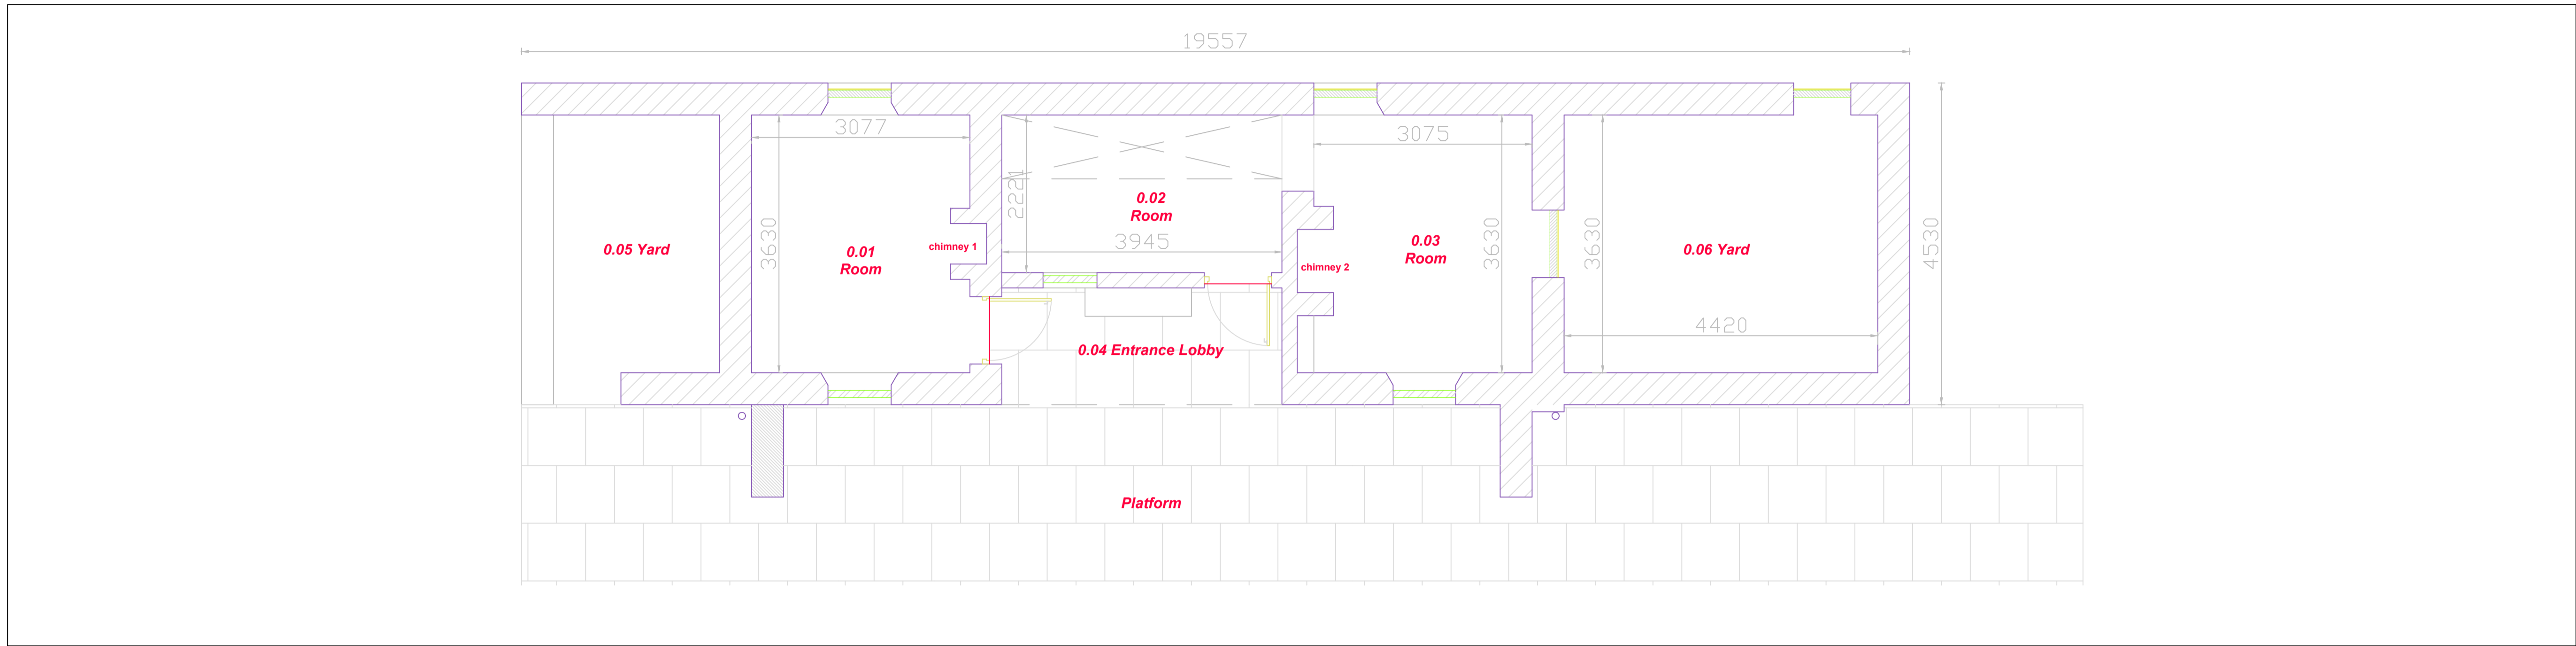 19557
3077
3075
2221
0.02
Room
3945
3630
0.01
Room
chimney 1
0.05 Yard
0.03
Room
chimney 2
3630
3630
0.06 Yard
4530
4420
0.04 Entrance Lobby
Platform